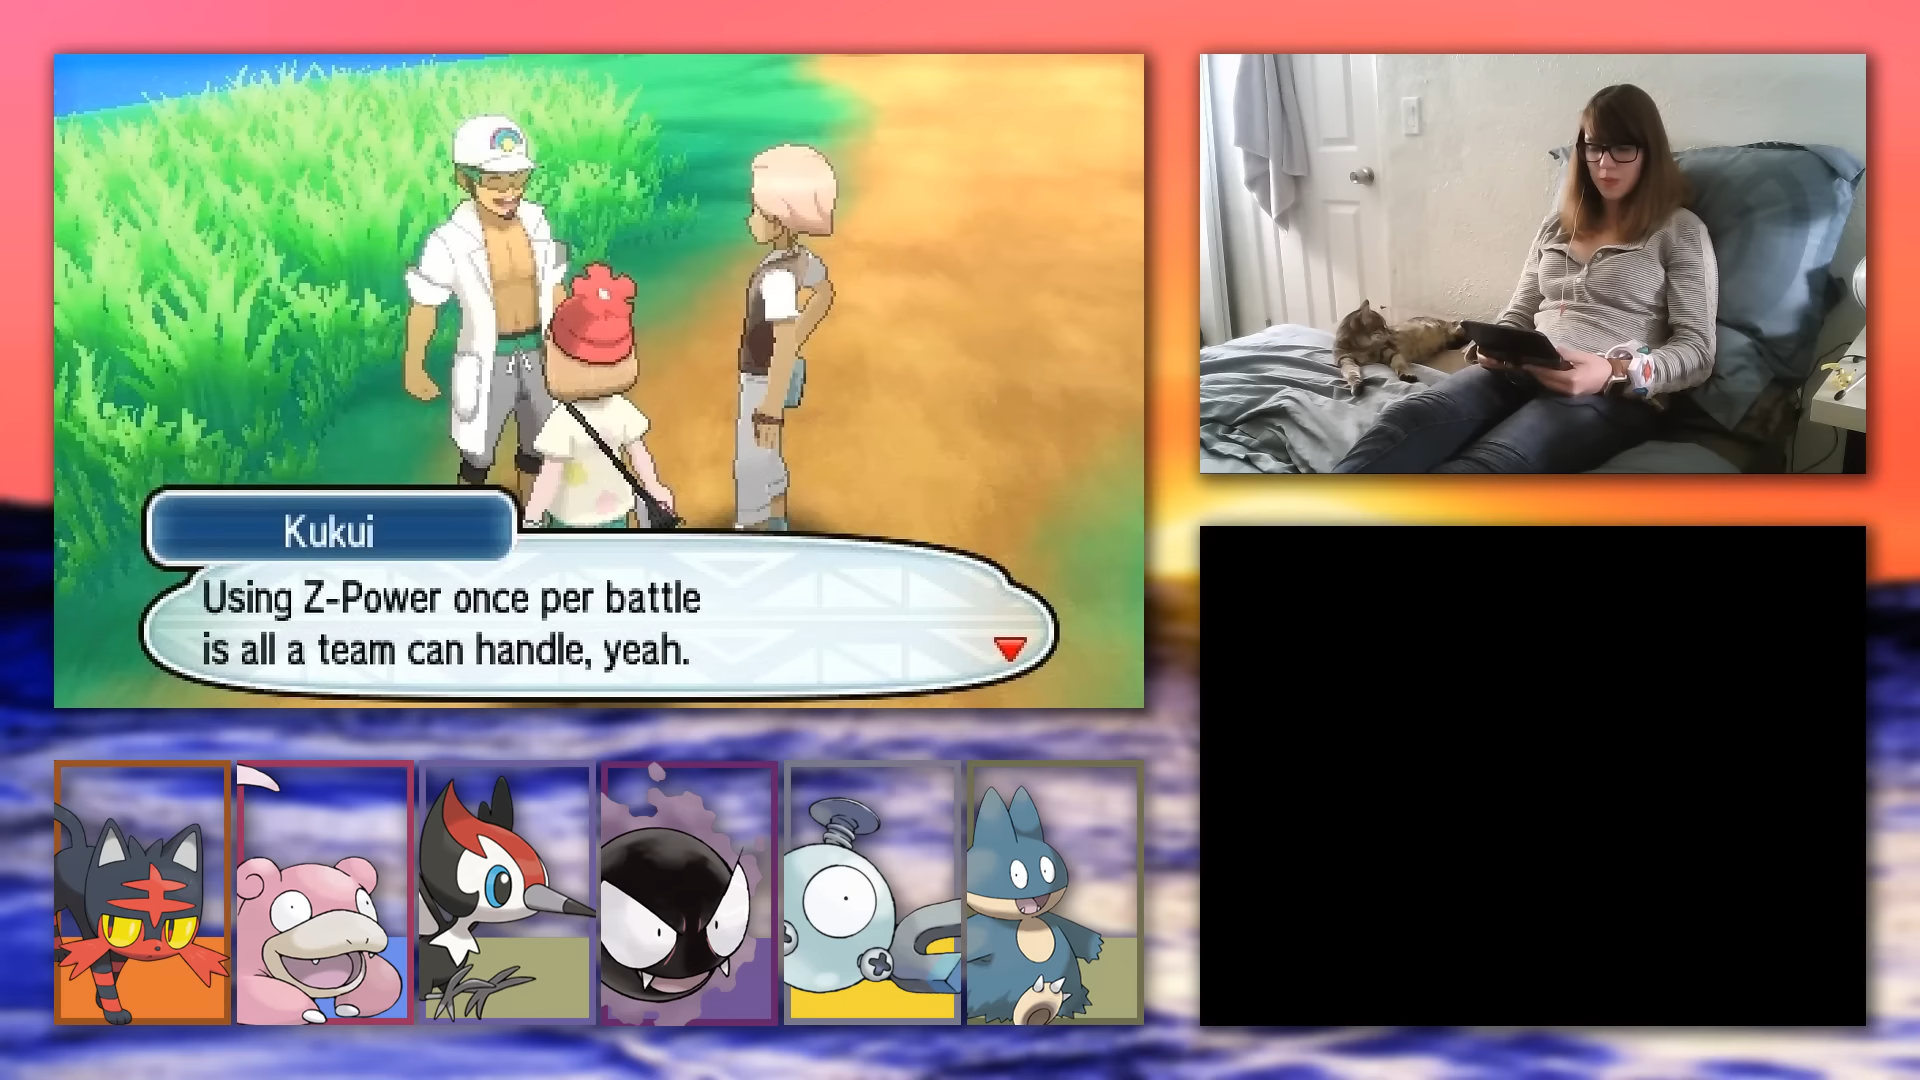 Kukui
Using Z-Power once per battle
is all a team can handle, yeah.